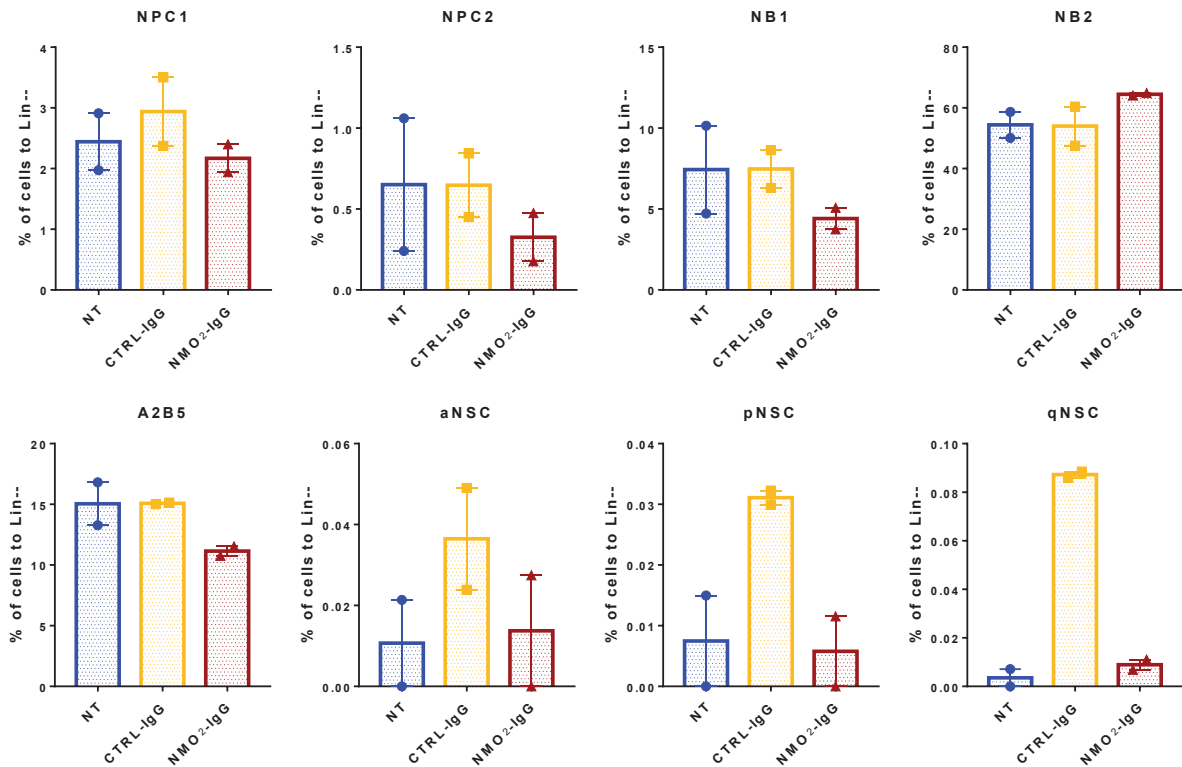 NPC1
NPC2
NB1
NB2
% of cells to Lin--
4
3
2
1
0
NT
CTRL-IgG
NMO2-IgG
% of cells to Lin--
1.5
1.0
0.5
0.0
NT
CTRL-IgG
NMO2-IgG
% of cells to Lin--
15
10
5
0
NT
CTRL-IgG
NMO2-IgG
% of cells to Lin--
80
60
40
20
0
NT
CTRL-IgG
NMO2-IgG
A2B5
aNSC
pNSC
qNSC
% of cells to Lin--
20
15
10
5
0
NT
CTRL-IgG
NMO2-IgG
% of cells to Lin--
0.06
0.04
0.02
0.00
NT
CTRL-IgG
NMO2-IgG
% of cells to Lin--
0.04
0.03
0.02
0.01
0.00
NT
CTRL-IgG
NMO2-IgG
% of cells to Lin--
0.10
0.08
0.06
0.04
0.02
0.00
NT
CTRL-IgG
NMO2-IgG